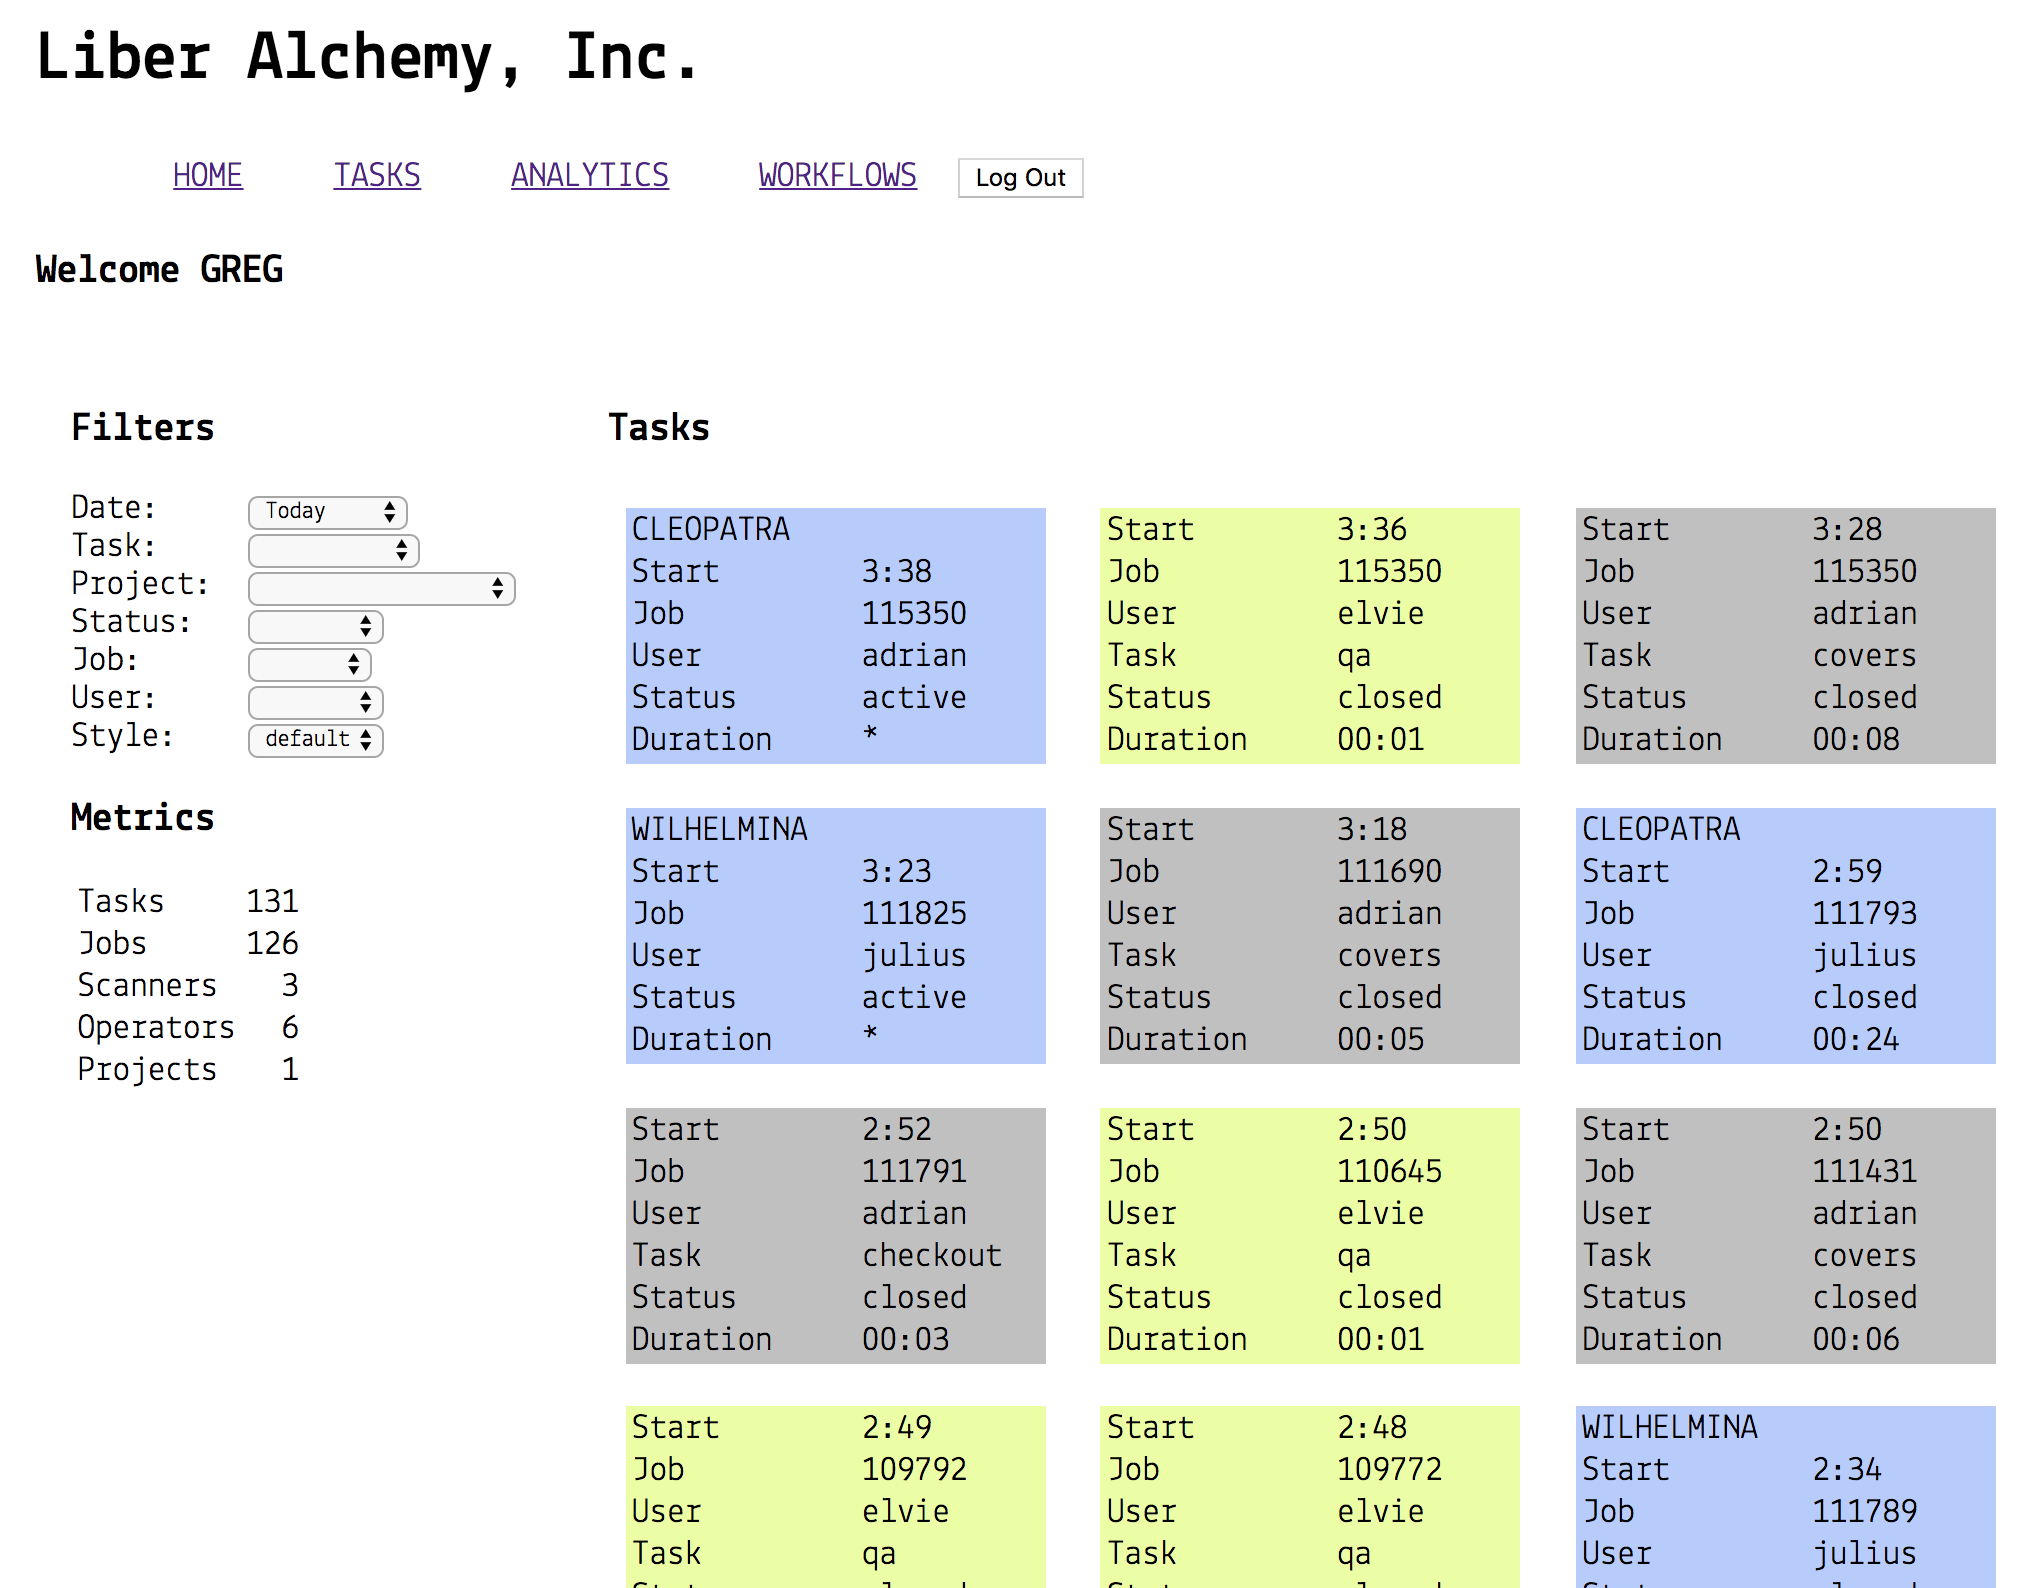 Liber Alchemy, Inc.
HOME TASKS ANALYTICS WORKFLOWS Log Out
Welcome GREG
Filters
Date: Today
Task:
Project:
Status:
Job:
User:
Style: default
Metrics
Tasks 131
Jobs 126
Scanners 3
Operators 6
Projects 1
Tasks
CLEOPATRA
Start 3:38
Job 115350
User adrian
Status active
Duration *
Start 3:36
Job 115350
User elvie
Task qa
Status closed
Duration 00:01
Start 3:28
Job 115350
User adrian
Task covers
Status closed
Duration 00:08
WILHELMINA
Start 3:23
Job 111825
User julius
Status active
Duration *
Start 3:18
Job 111690
User adrian
Task covers
Status closed
Duration 00:05
CLEOPATRA
Start 2:59
Job 111793
User julius
Status closed
Duration 00:24
Start 2:52
Job 111791
User adrian
Task checkout
Status closed
Duration 00:03
Start 2:50
Job 110645
User elvie
Task qa
Status closed
Duration 00:01
Start 2:50
Job 111431
User adrian
Task covers
Status closed
Duration 00:06
Start 2:49
Job 109792
User elvie
Task qa
Start 2:48
Job 109772
User elvie
Task qa
WILHELMINA
Start 2:34
Job 111789
User julius